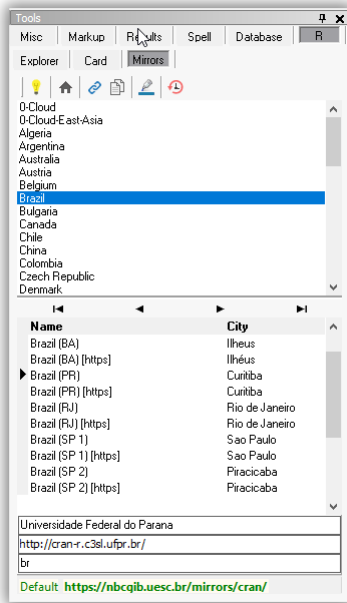 Tools
Misc Markup Results Spell Database R
Explorer Card Mirrors
0-Cloud
0-Cloud-East-Asia
Algeria
Argentina
Australia
Austria
Belgium
Brazil
Bulgaria
Canada
Chile
China
Colombia
Czech Republic
Denmark
Name City
Brazil (BA) Ilheus
Brazil (BA) [https] Ilhéus
Brazil (PR) Curitiba
Brazil (PR) [https] Curitiba
Brazil (RJ) Rio de Janeiro
Brazil (RJ) [https] Rio de Janeiro
Brazil (SP 1) Sao Paulo
Brazil (SP 1) [https] Sao Paulo
Brazil (SP 2) Piracicaba
Brazil (SP 2) [https] Piracicaba
Universidade Federal do Parana
http://cran-r.c3sl.ufpr.br/
br
Default https://nbcgib.uesc.br/mirrors/cran/